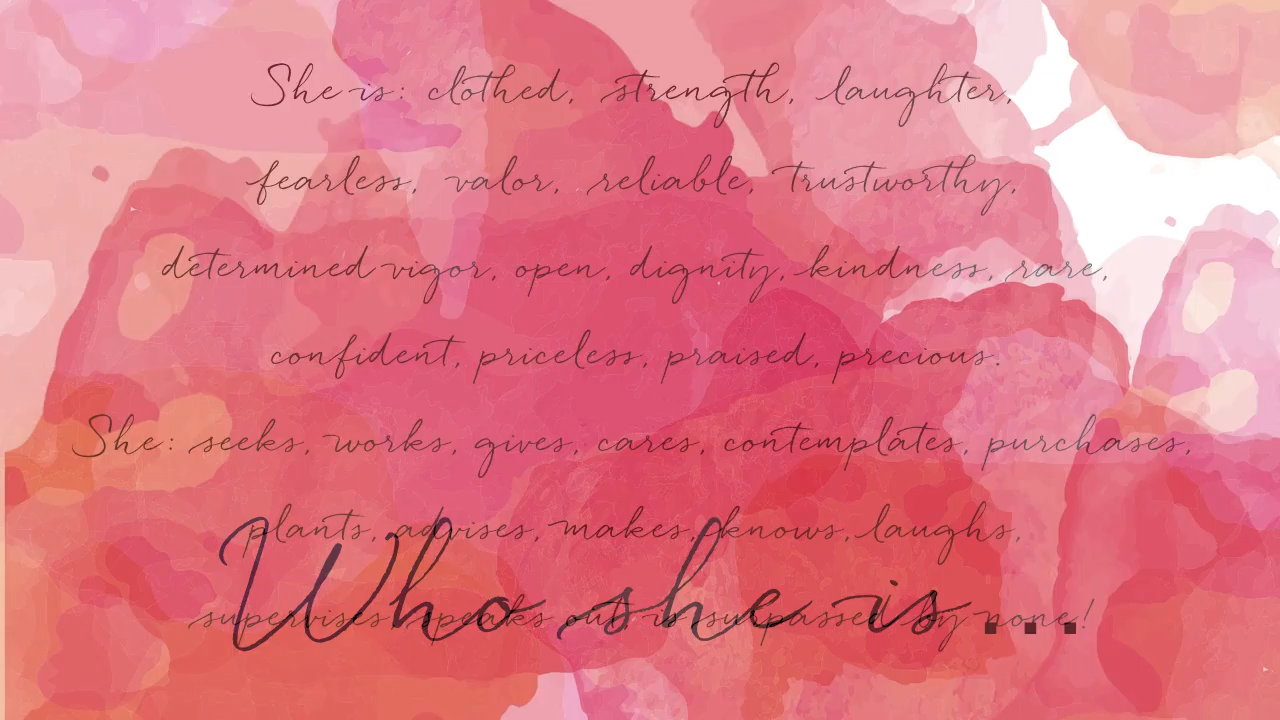 She is: clothed, strength, laughter,
fearless, valor, reliable, trustworthy,
determined vigor, open, dignity, kindness, rare,
confident, priceless, praised, precious.
She: seeks, works, gives, cares, contemplates, purchases,
plants, advises, makes, knows, laughs,
supervises, speaks out, is surpassed by none!
Who she is...